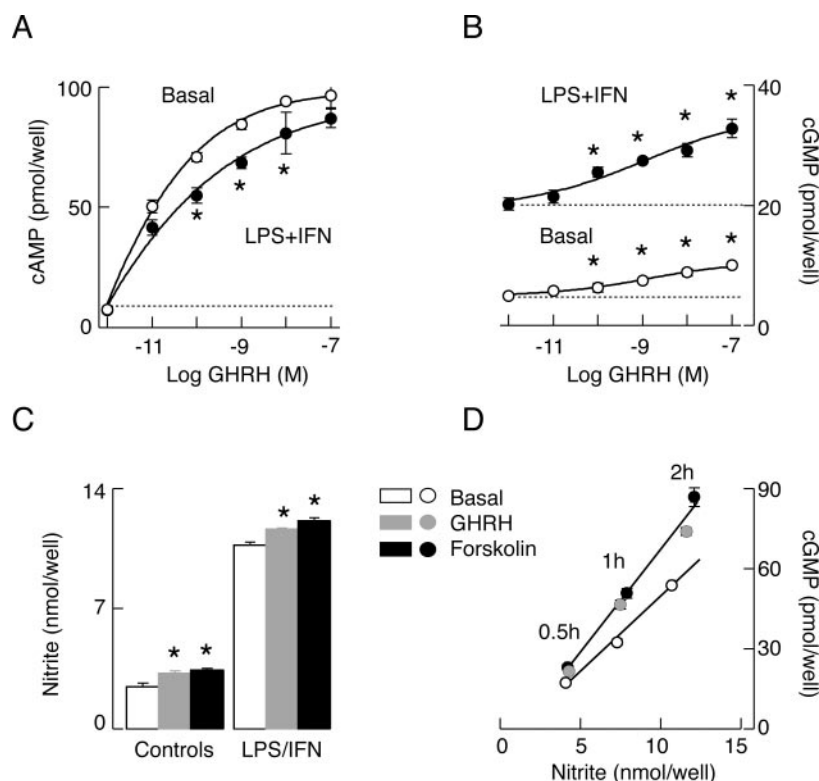 A
cAMP (pmol/well)
100
50
0
Basal
LPS+IFN
* * *
-11 -9 -7
Log GHRH (M)
B
LPS+IFN
* * * *
Basal
* * * *
40
20
0
cGMP (pmol/well)
-11 -9 -7
Log GHRH (M)
C
Nitrite (nmol/well)
14
7
0
* *
* *
Controls LPS/IFN
Basal
GHRH
Forskolin
D
2h
1h
0.5h
90
60
30
0
cGMP (pmol/well)
0 5 10 15
Nitrite (nmol/well)